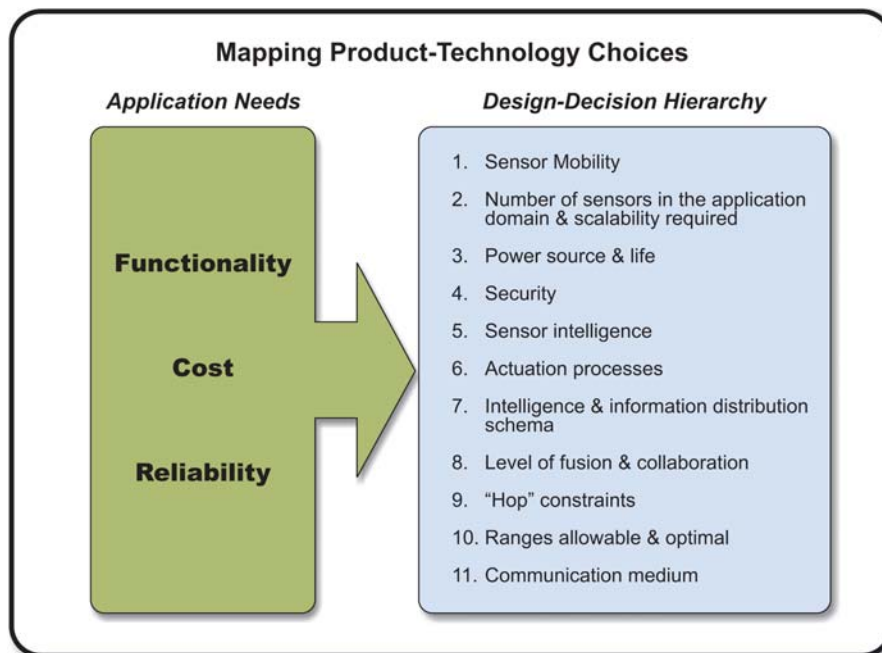 Mapping Product-Technology Choices
Application Needs
Functionality
Cost
Reliability
Design-Decision Hierarchy
1. Sensor Mobility
2. Number of sensors in the application
domain & scalability required
3. Power source & life
4. Security
5. Sensor intelligence
6. Actuation processes
7. Intelligence & information distribution
schema
8. Level of fusion & collaboration
9. “Hop” constraints
10. Ranges allowable & optimal
11. Communication medium